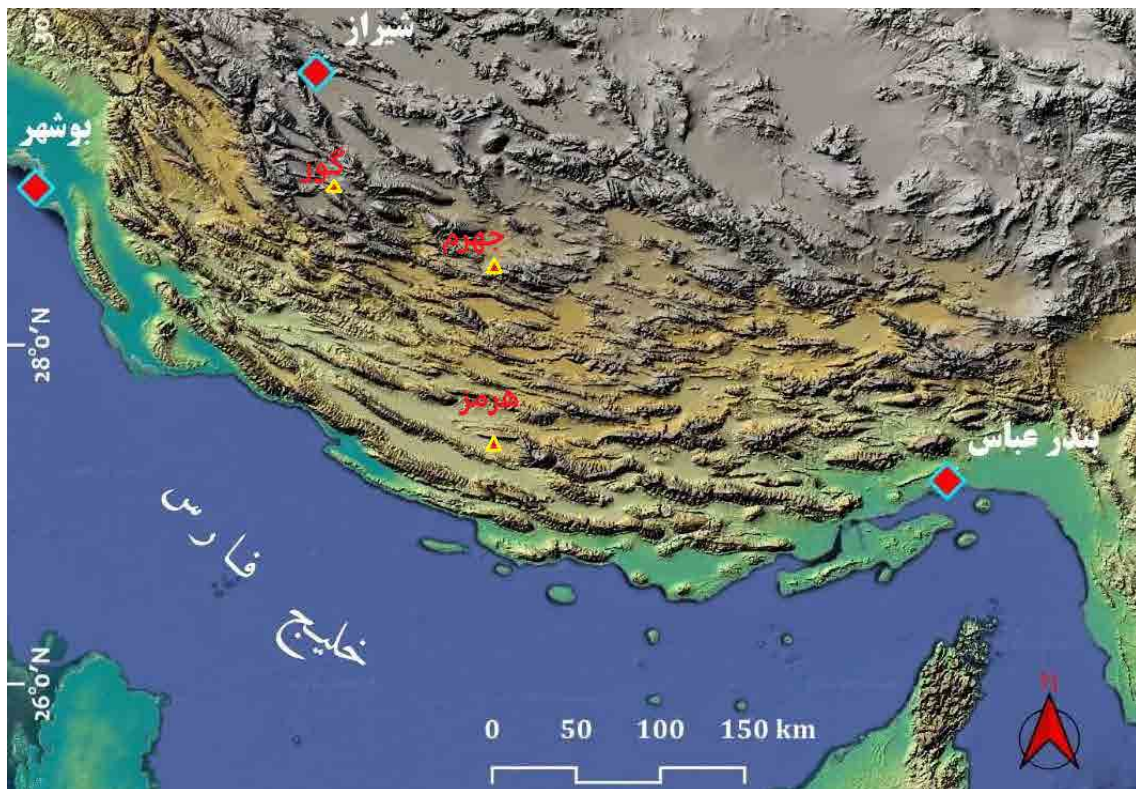 شیراز
بوشهر
گور
جهرم
28°0′N
هرمز
بندر عباس
خلیج فارس
26°0′N
N
0 50 100 150 km